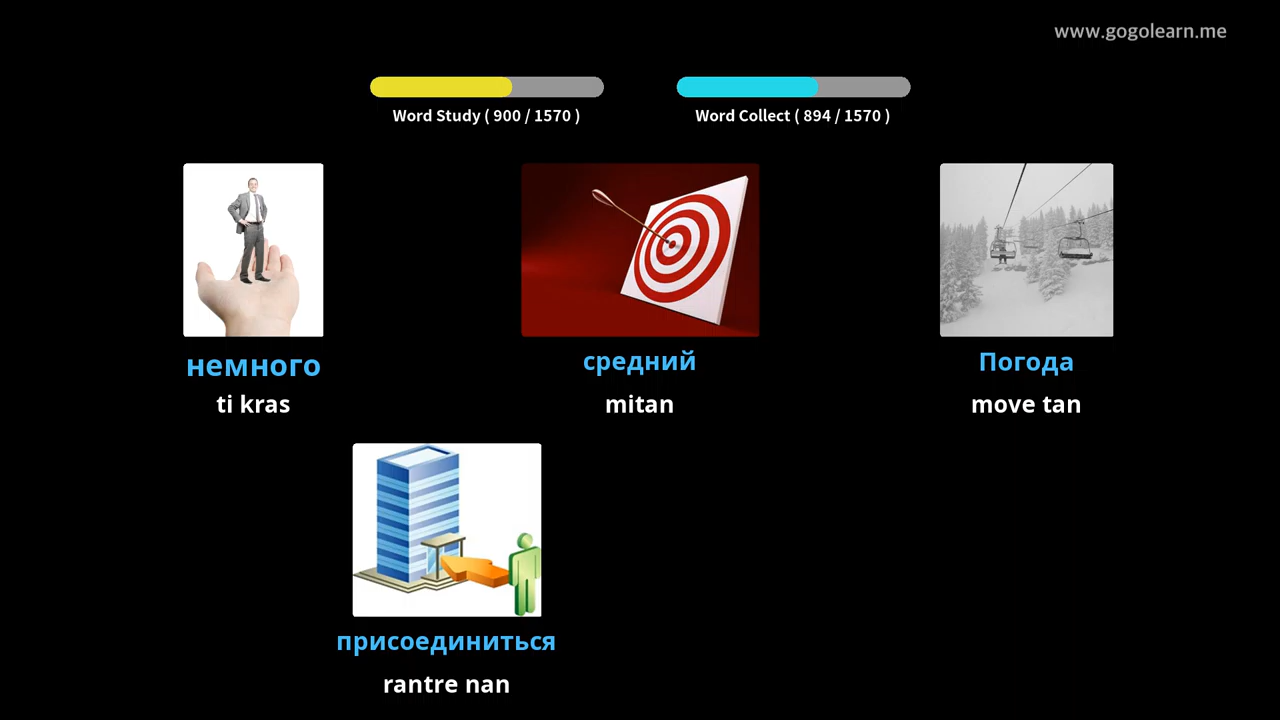 www.gogolearn.me
Word Study ( 900 / 1570 )
Word Collect ( 894 / 1570 )
немного
ti kras
средний
mitan
Погода
move tan
присоединиться
rantre nan